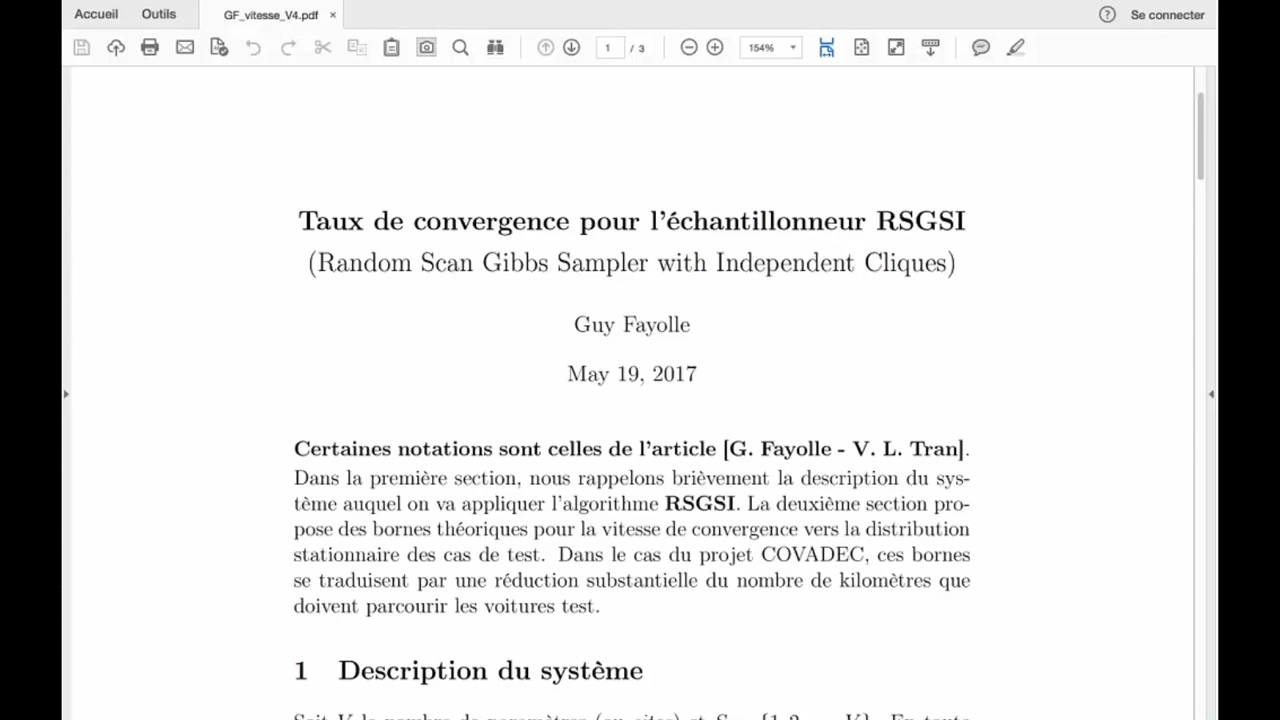 Accueil Outils GF_vitesse_V4.pdf × ? Se connecter
1 / 3 154%
Taux de convergence pour l'échantillonneur RSGSI
(Random Scan Gibbs Sampler with Independent Cliques)
Guy Fayolle
May 19, 2017
Certaines notations sont celles de l'article [G. Fayolle - V. L. Tran].
Dans la première section, nous rappelons brièvement la description du sys-
tème auquel on va appliquer l'algorithme RSGSI. La deuxième section pro-
pose des bornes théoriques pour la vitesse de convergence vers la distribution
stationnaire des cas de test. Dans le cas du projet COVADEC, ces bornes
se traduisent par une réduction substantielle du nombre de kilomètres que
doivent parcourir les voitures test.
1 Description du système